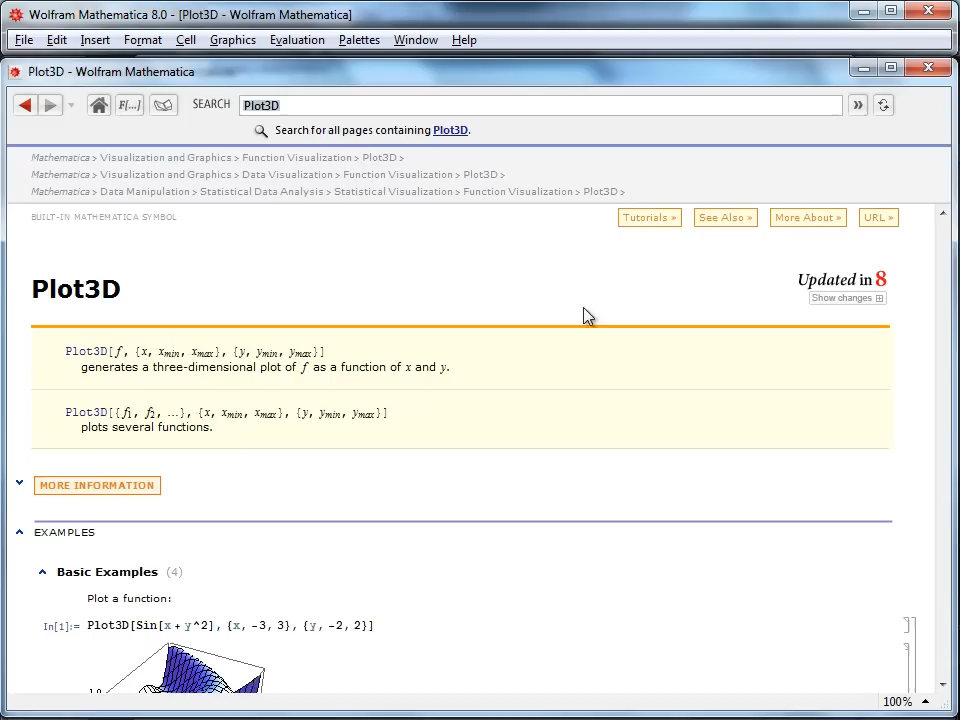 Wolfram Mathematica 8.0 - [Plot3D - Wolfram Mathematica]
File Edit Insert Format Cell Graphics Evaluation Palettes Window Help
Plot3D - Wolfram Mathematica
F[...] SEARCH Plot3D »
Search for all pages containing Plot3D.
Mathematica > Visualization and Graphics > Function Visualization > Plot3D >
Mathematica > Visualization and Graphics > Data Visualization > Function Visualization > Plot3D >
Mathematica > Data Manipulation > Statistical Data Analysis > Statistical Visualization > Function Visualization > Plot3D >
BUILT-IN MATHEMATICA SYMBOL Tutorials » See Also » More About » URL »
Plot3D
Updated in 8
Show changes
Plot3D[f, {x, xmin, xmax}, {y, ymin, ymax}]
generates a three-dimensional plot of f as a function of x and y.
Plot3D[{f1, f2, …}, {x, xmin, xmax}, {y, ymin, ymax}]
plots several functions.
MORE INFORMATION
EXAMPLES
Basic Examples (4)
Plot a function:
In[1]:= Plot3D[Sin[x + y^2], {x, -3, 3}, {y, -2, 2}]
1.0
100%